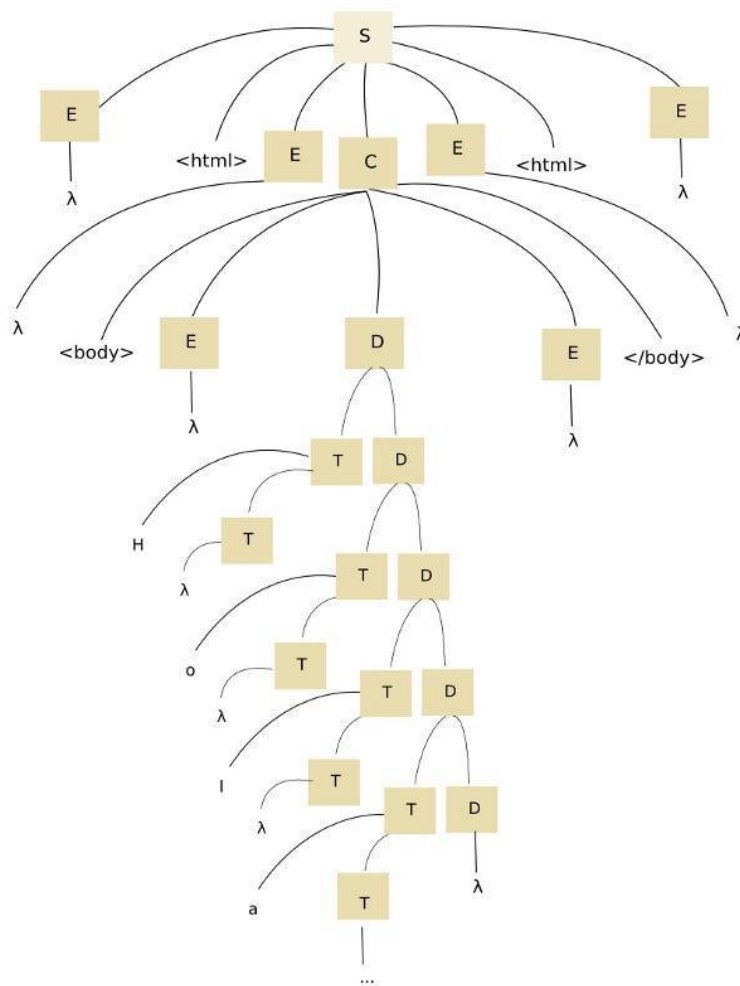 S
E
E
<html>
E
C
E
<html>
λ
λ
λ
<body>
E
D
E
</body>
λ
λ
λ
T
D
H
T
λ
T
D
o
T
λ
T
D
l
T
λ
T
D
a
T
λ
...